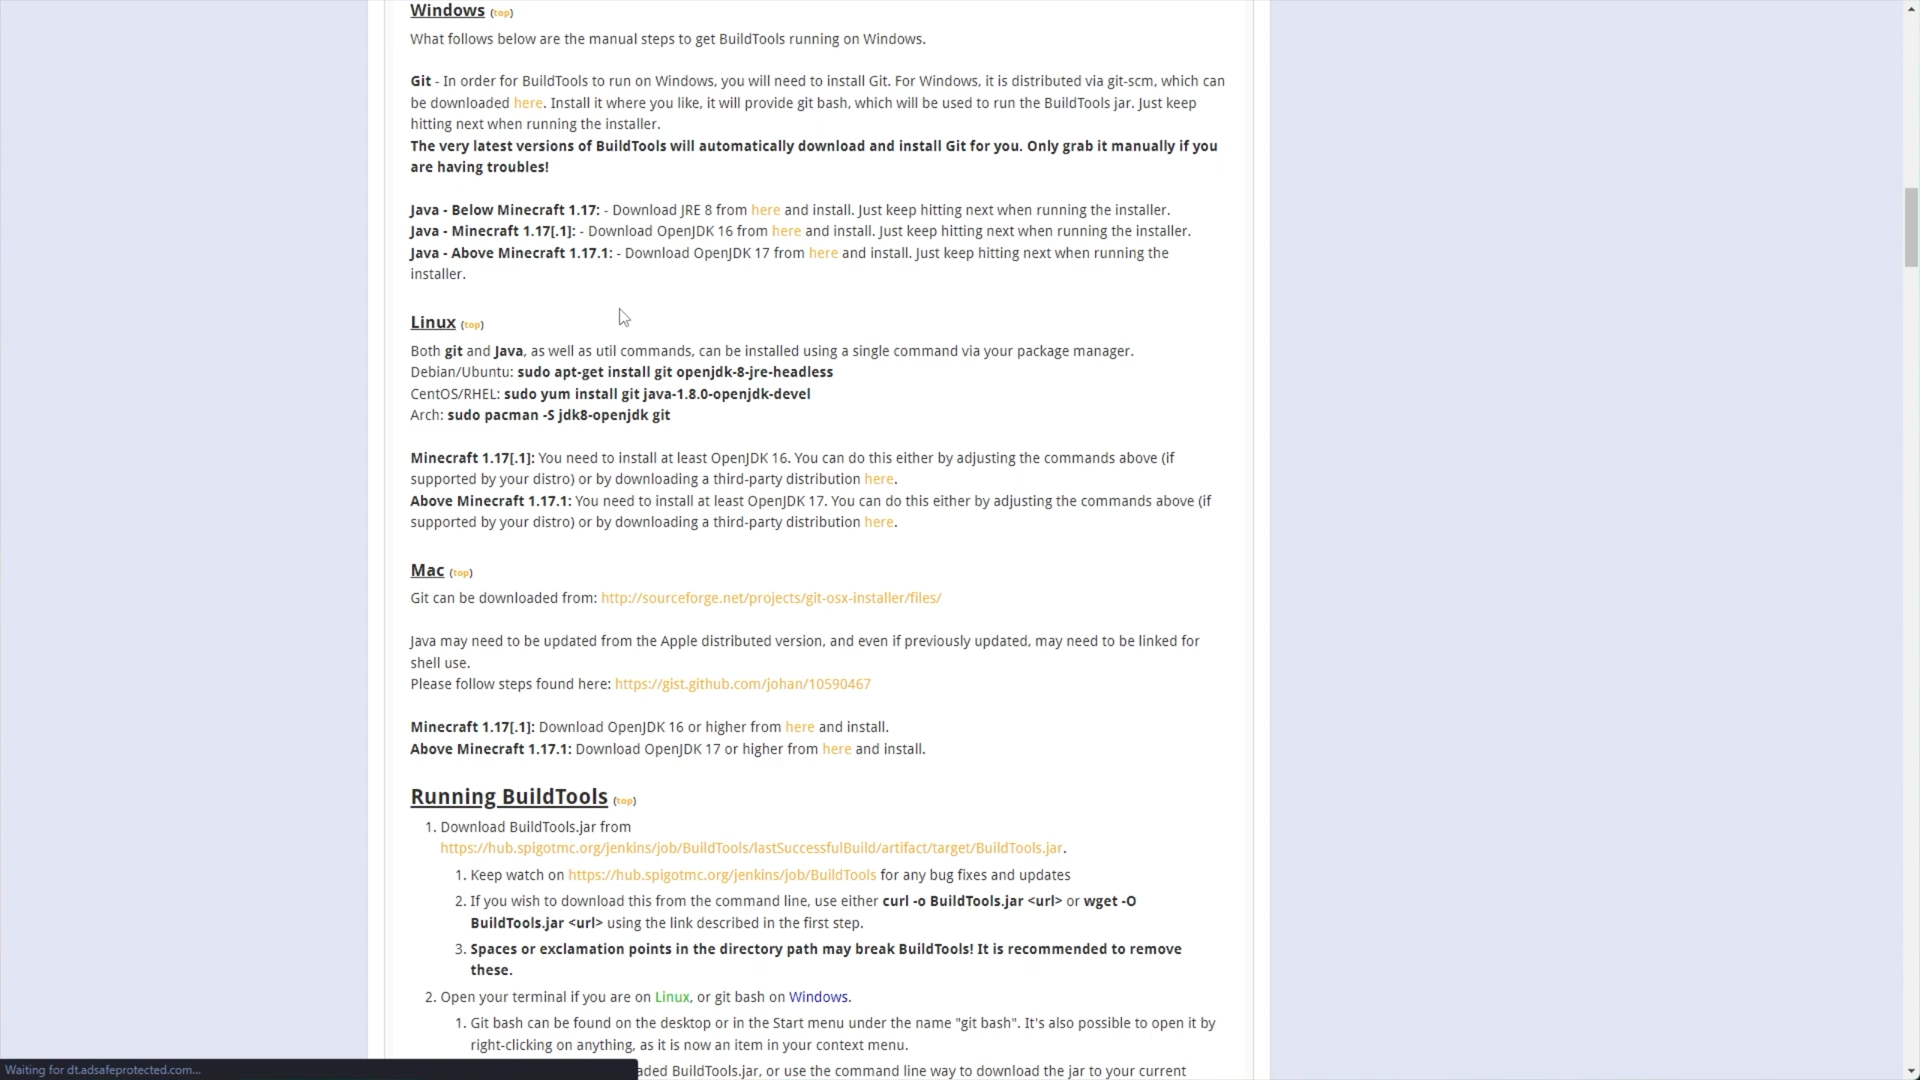 Windows (top)
What follows below are the manual steps to get BuildTools running on Windows.
Git - In order for BuildTools to run on Windows, you will need to install Git. For Windows, it is distributed via git-scm, which can
be downloaded here. Install it where you like, it will provide git bash, which will be used to run the BuildTools jar. Just keep
hitting next when running the installer.
The very latest versions of BuildTools will automatically download and install Git for you. Only grab it manually if you
are having troubles!
Java - Below Minecraft 1.17: - Download JRE 8 from here and install. Just keep hitting next when running the installer.
Java - Minecraft 1.17[.1]: - Download OpenJDK 16 from here and install. Just keep hitting next when running the installer.
Java - Above Minecraft 1.17.1: - Download OpenJDK 17 from here and install. Just keep hitting next when running the
installer.
Linux (top)
Both git and Java, as well as util commands, can be installed using a single command via your package manager.
Debian/Ubuntu: sudo apt-get install git openjdk-8-jre-headless
CentOS/RHEL: sudo yum install git java-1.8.0-openjdk-devel
Arch: sudo pacman -S jdk8-openjdk git
Minecraft 1.17[.1]: You need to install at least OpenJDK 16. You can do this either by adjusting the commands above (if
supported by your distro) or by downloading a third-party distribution here.
Above Minecraft 1.17.1: You need to install at least OpenJDK 17. You can do this either by adjusting the commands above (if
supported by your distro) or by downloading a third-party distribution here.
Mac (top)
Git can be downloaded from: http://sourceforge.net/projects/git-osx-installer/files/
Java may need to be updated from the Apple distributed version, and even if previously updated, may need to be linked for
shell use.
Please follow steps found here: https://gist.github.com/johan/10590467
Minecraft 1.17[.1]: Download OpenJDK 16 or higher from here and install.
Above Minecraft 1.17.1: Download OpenJDK 17 or higher from here and install.
Running BuildTools (top)
1. Download BuildTools.jar from
https://hub.spigotmc.org/jenkins/job/BuildTools/lastSuccessfulBuild/artifact/target/BuildTools.jar.
1. Keep watch on https://hub.spigotmc.org/jenkins/job/BuildTools for any bug fixes and updates
2. If you wish to download this from the command line, use either curl -o BuildTools.jar <url> or wget -O
BuildTools.jar <url> using the link described in the first step.
3. Spaces or exclamation points in the directory path may break BuildTools! It is recommended to remove
these.
2. Open your terminal if you are on Linux, or git bash on Windows.
1. Git bash can be found on the desktop or in the Start menu under the name "git bash". It's also possible to open it by
right-clicking on anything, as it is now an item in your context menu.
aded BuildTools.jar, or use the command line way to download the jar to your current
Waiting for dt.adsafeprotected.com...